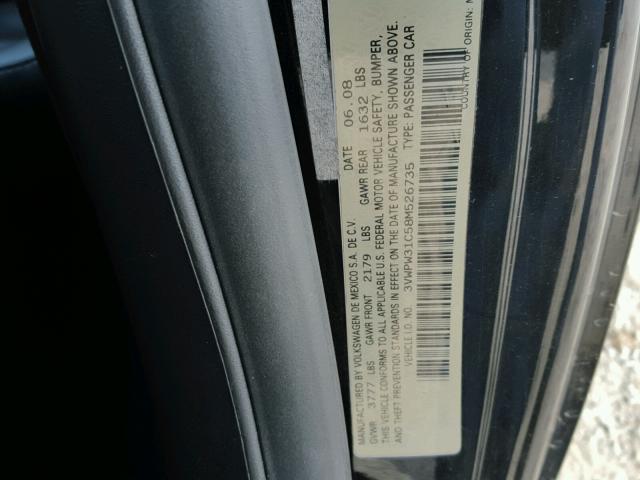 MANUFACTURED BY VOLKSWAGEN DE MEXICO S.A. DE C.V. DATE 06.08
GVWR 3777 LBS GAWR FRONT 2179 LBS GAWR REAR 1632 LBS
THIS VEHICLE CONFORMS TO ALL APPLICABLE U.S. FEDERAL MOTOR VEHICLE SAFETY, BUMPER,
AND THEFT PREVENTION STANDARDS IN EFFECT ON THE DATE OF MANUFACTURE SHOWN ABOVE.
VEHICLE I.D. NO. 3VWPW31C58M526735 TYPE: PASSENGER CAR
COUNTRY OF ORIGIN: